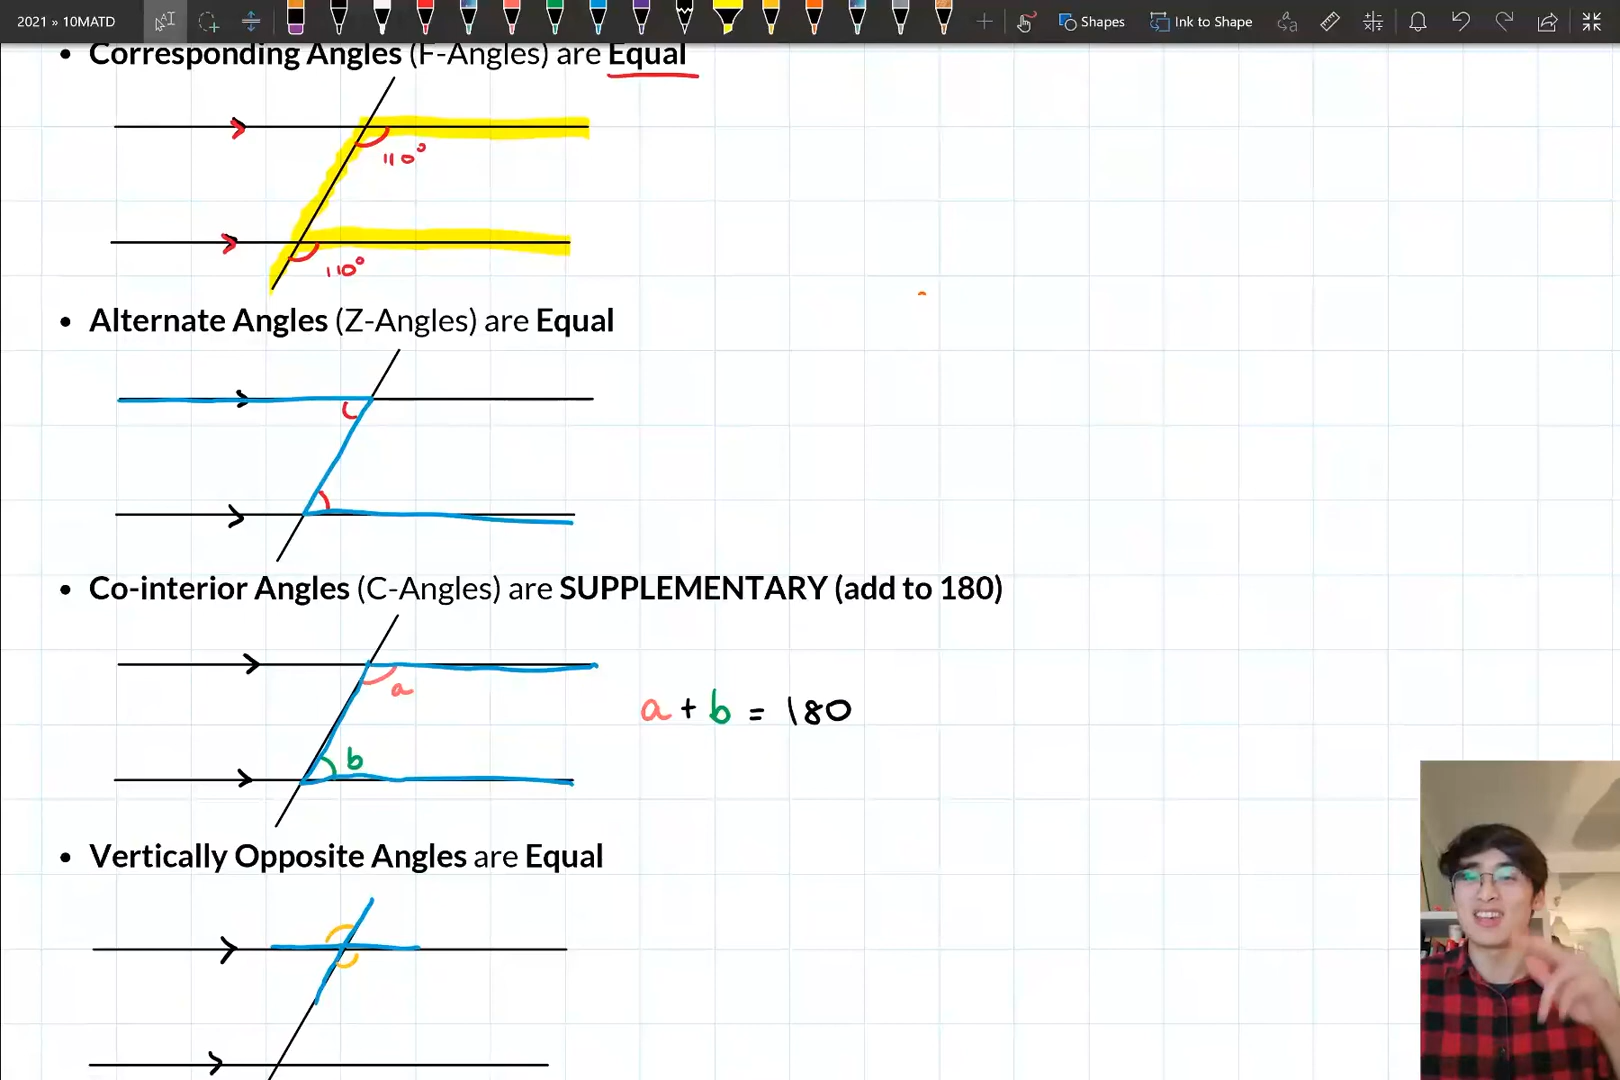 2021 » 10MATD
Shapes
Ink to Shape
• Corresponding Angles (F-Angles) are Equal
110°
110°
• Alternate Angles (Z-Angles) are Equal
• Co-interior Angles (C-Angles) are SUPPLEMENTARY (add to 180)
a
a + b = 180
b
• Vertically Opposite Angles are Equal